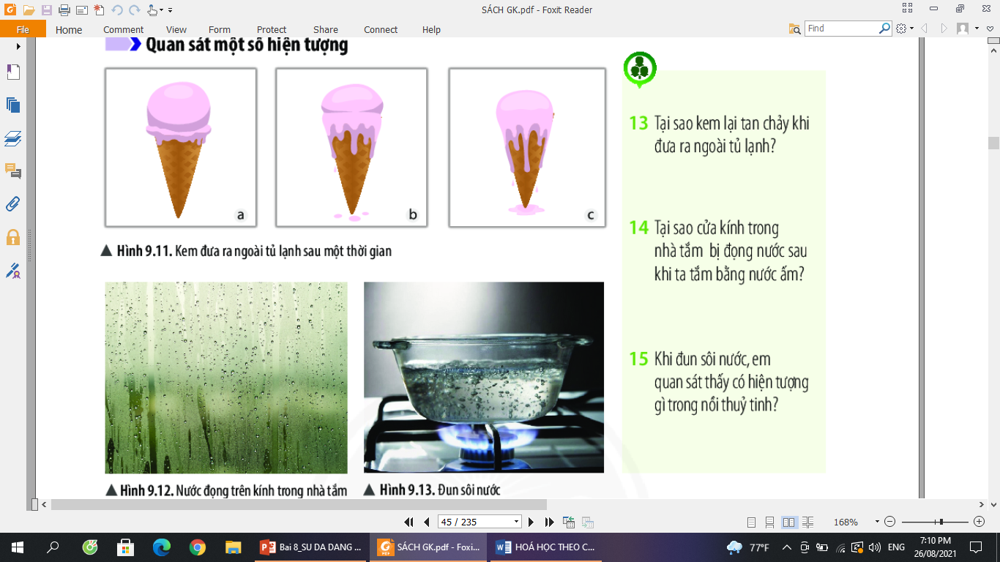 SÁCH GK.pdf - Foxit Reader
File Home Comment View Form Protect Share Connect Help
Find
Quan sát một số hiện tượng
a
b
c
▲ Hình 9.11. Kem đưa ra ngoài tủ lạnh sau một thời gian
▲ Hình 9.12. Nước đọng trên kính trong nhà tắm
▲ Hình 9.13. Đun sôi nước
13 Tại sao kem lại tan chảy khi
đưa ra ngoài tủ lạnh?
14 Tại sao cửa kính trong
nhà tắm bị đọng nước sau
khi ta tắm bằng nước ấm?
15 Khi đun sôi nước, em
quan sát thấy có hiện tượng
gì trong nồi thuỷ tinh?
45 / 235
168%
Bai 8_SU DA DANG ...
SÁCH GK.pdf - Foxi...
HOÁ HỌC THEO C...
77°F
ENG
7:10 PM
26/08/2021